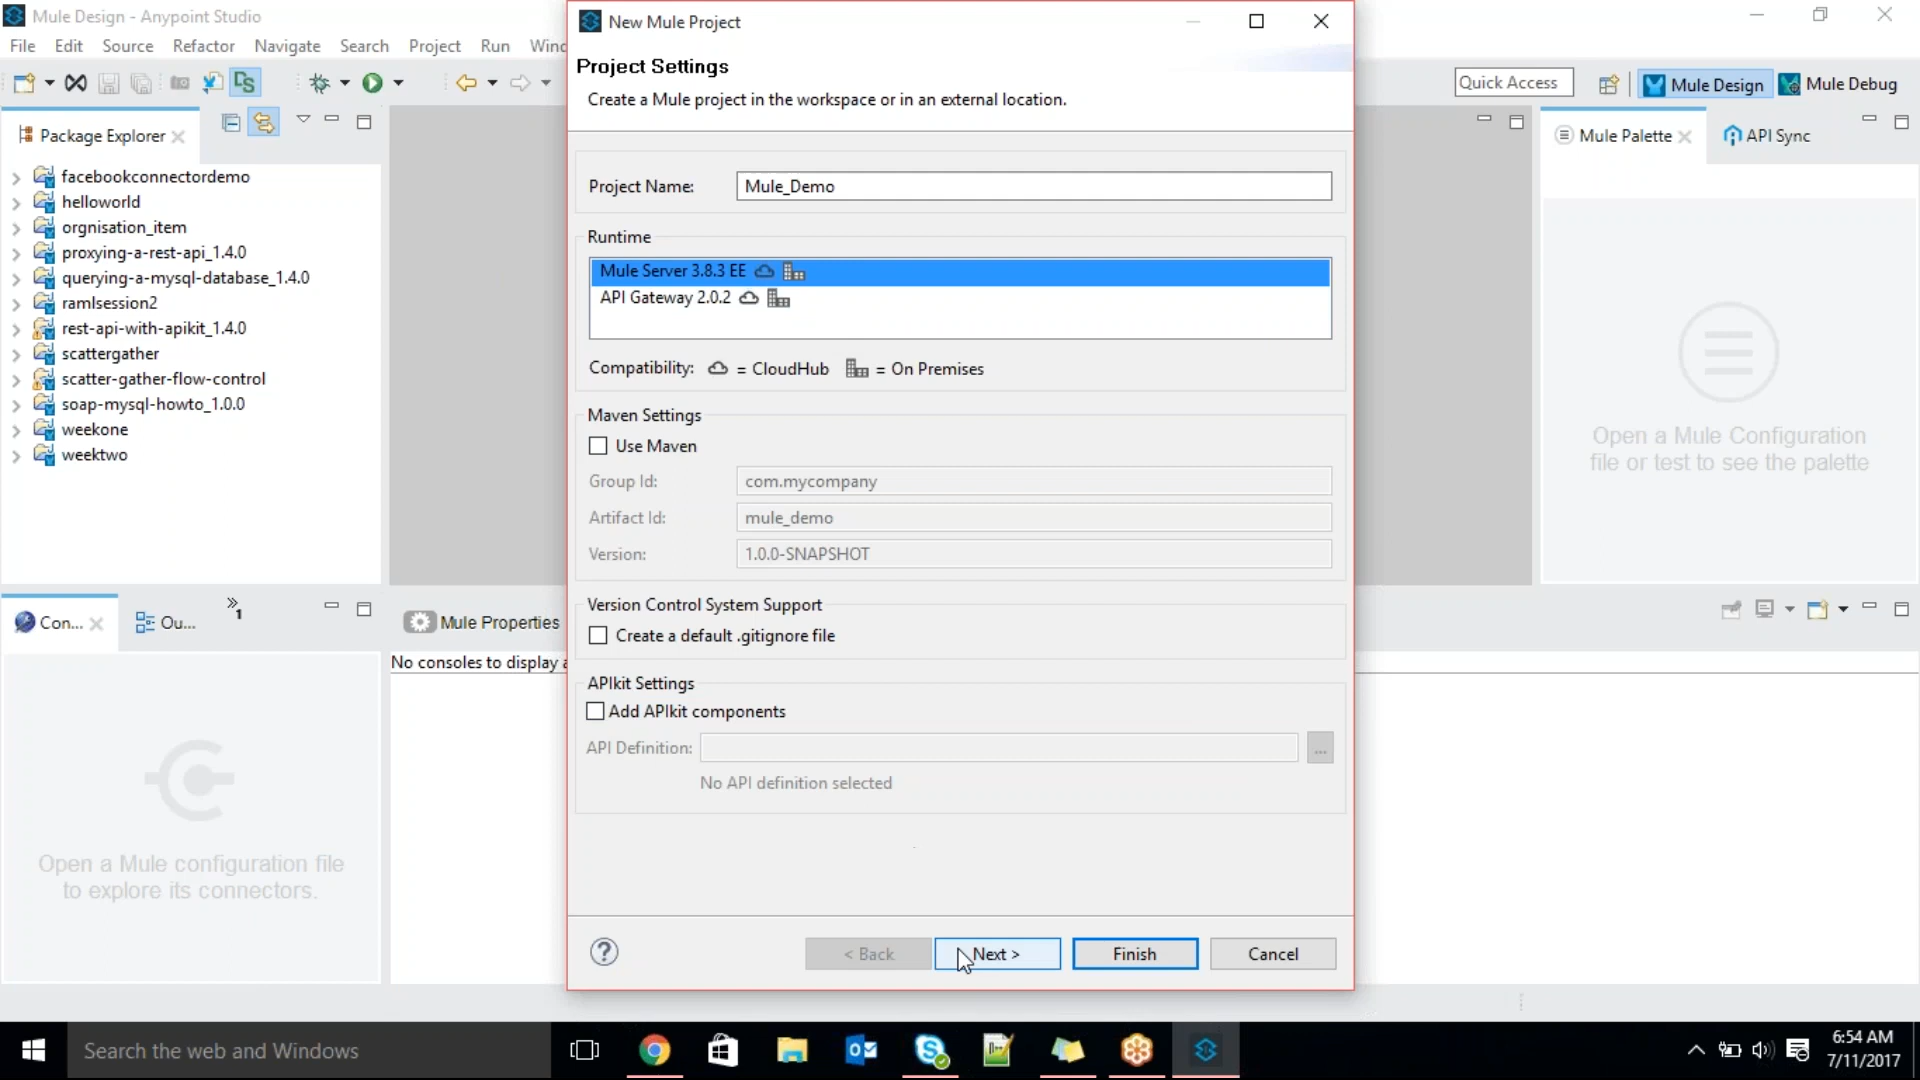 Mule Design - Anypoint Studio
File Edit Source Refactor Navigate Search Project Run Wind
Quick Access
Mule Design
Mule Debug
Package Explorer
facebookconnectordemo
helloworld
orgnisation_item
proxying-a-rest-api_1.4.0
querying-a-mysql-database_1.4.0
ramlsession2
rest-api-with-apikit_1.4.0
scattergather
scatter-gather-flow-control
soap-mysql-howto_1.0.0
weekone
weektwo
Con...
Ou...
1
Open a Mule configuration file
to explore its connectors.
Mule Properties
No consoles to display a
New Mule Project
Project Settings
Create a Mule project in the workspace or in an external location.
Project Name: Mule_Demo
Runtime
Mule Server 3.8.3 EE
API Gateway 2.0.2
Compatibility: = CloudHub = On Premises
Maven Settings
Use Maven
Group Id: com.mycompany
Artifact Id: mule_demo
Version: 1.0.0-SNAPSHOT
Version Control System Support
Create a default .gitignore file
APIkit Settings
Add APIkit components
API Definition: ...
No API definition selected
? < Back Next > Finish Cancel
Mule Palette
API Sync
Open a Mule Configuration
file or test to see the palette
Search the web and Windows
6:54 AM
7/11/2017